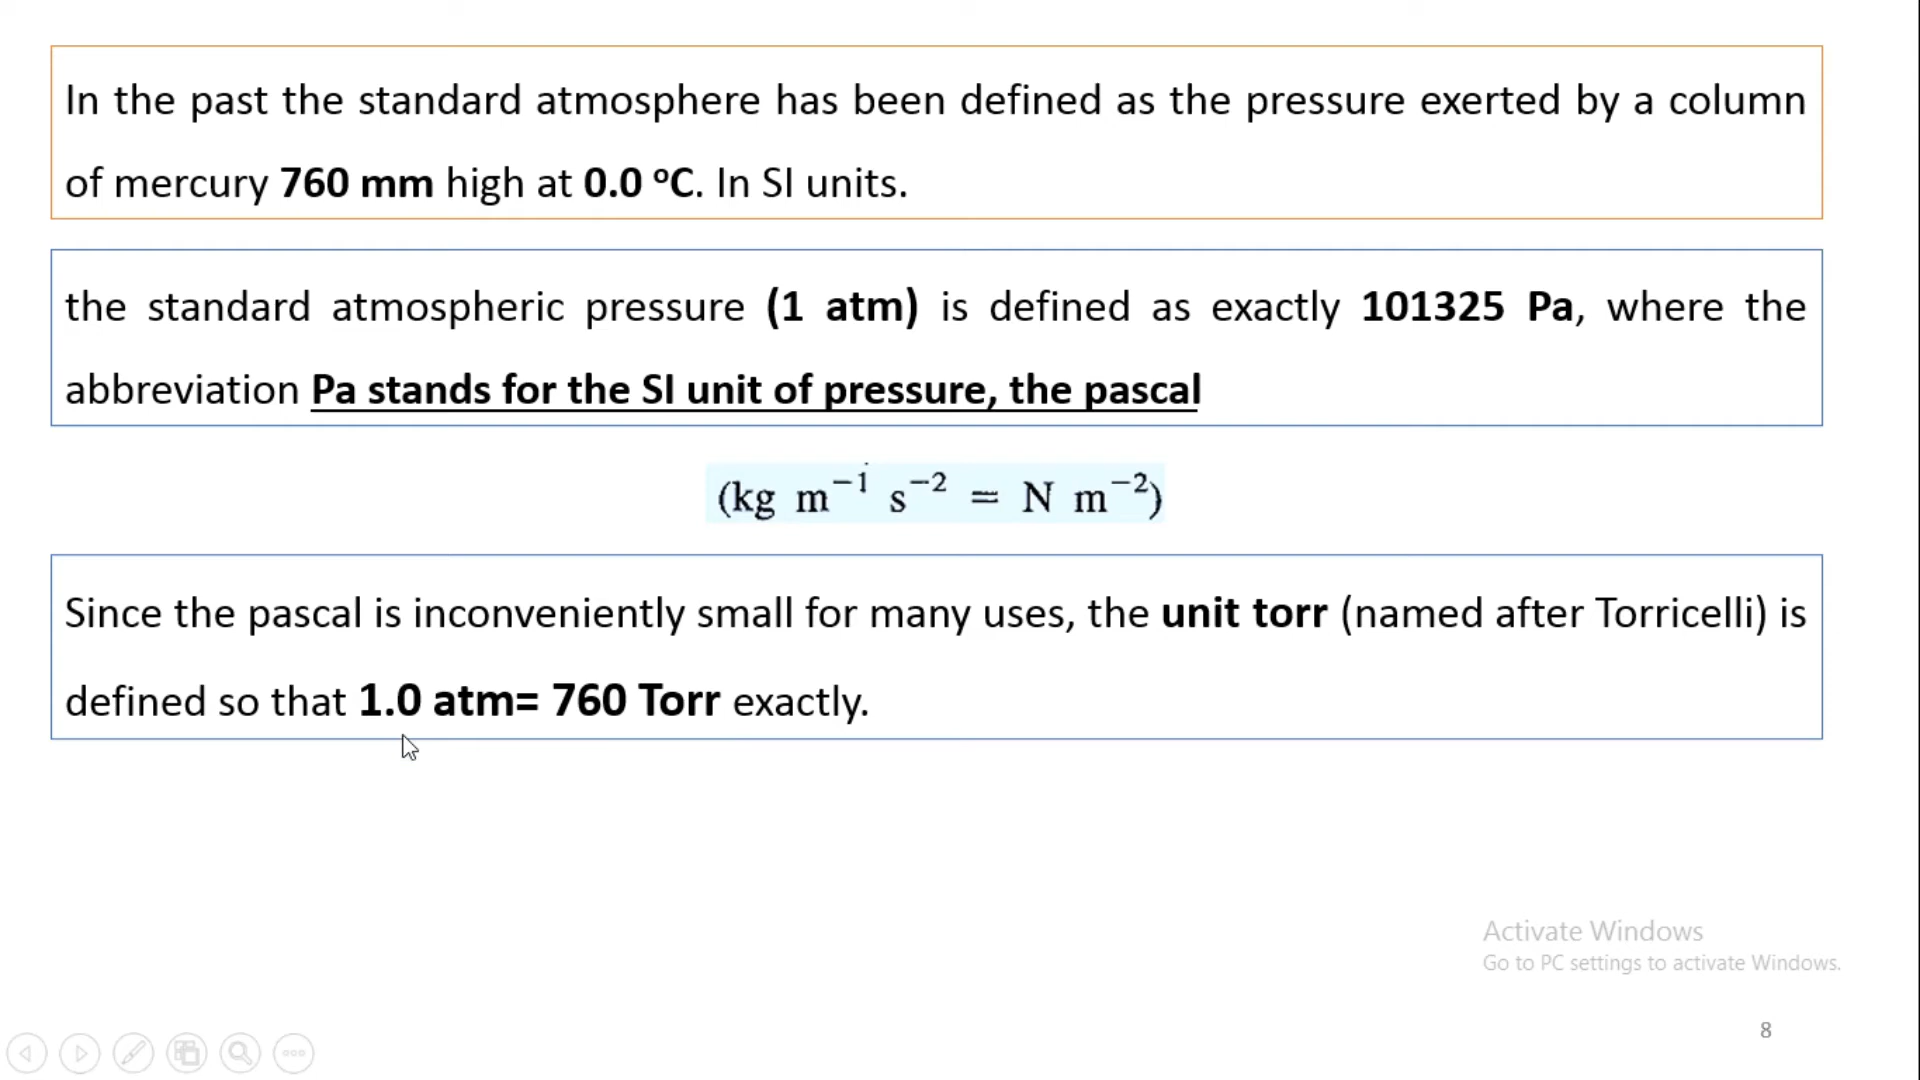 In the past the standard atmosphere has been defined as the pressure exerted by a column
of mercury 760 mm high at 0.0 ºC. In SI units.
the standard atmospheric pressure (1 atm) is defined as exactly 101325 Pa, where the
abbreviation Pa stands for the SI unit of pressure, the pascal
(kg m⁻¹ s⁻² = N m⁻²)
Since the pascal is inconveniently small for many uses, the unit torr (named after Torricelli) is
defined so that 1.0 atm= 760 Torr exactly.
Activate Windows
Go to PC settings to activate Windows.
8